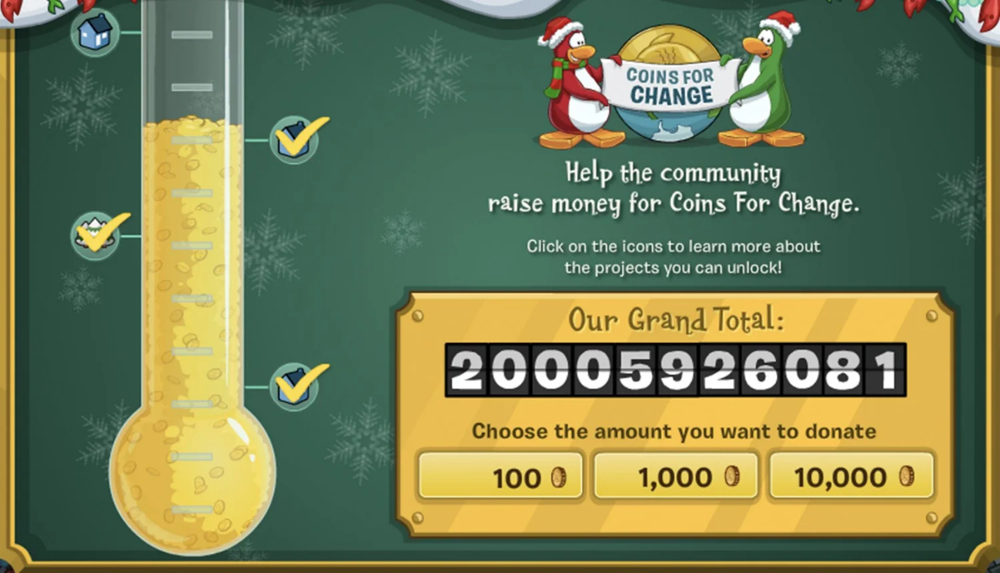 COINS FOR
CHANGE
Help the community
raise money for Coins For Change.
Click on the icons to learn more about
the projects you can unlock!
Our Grand Total:
20005926081
Choose the amount you want to donate
100
1,000
10,000